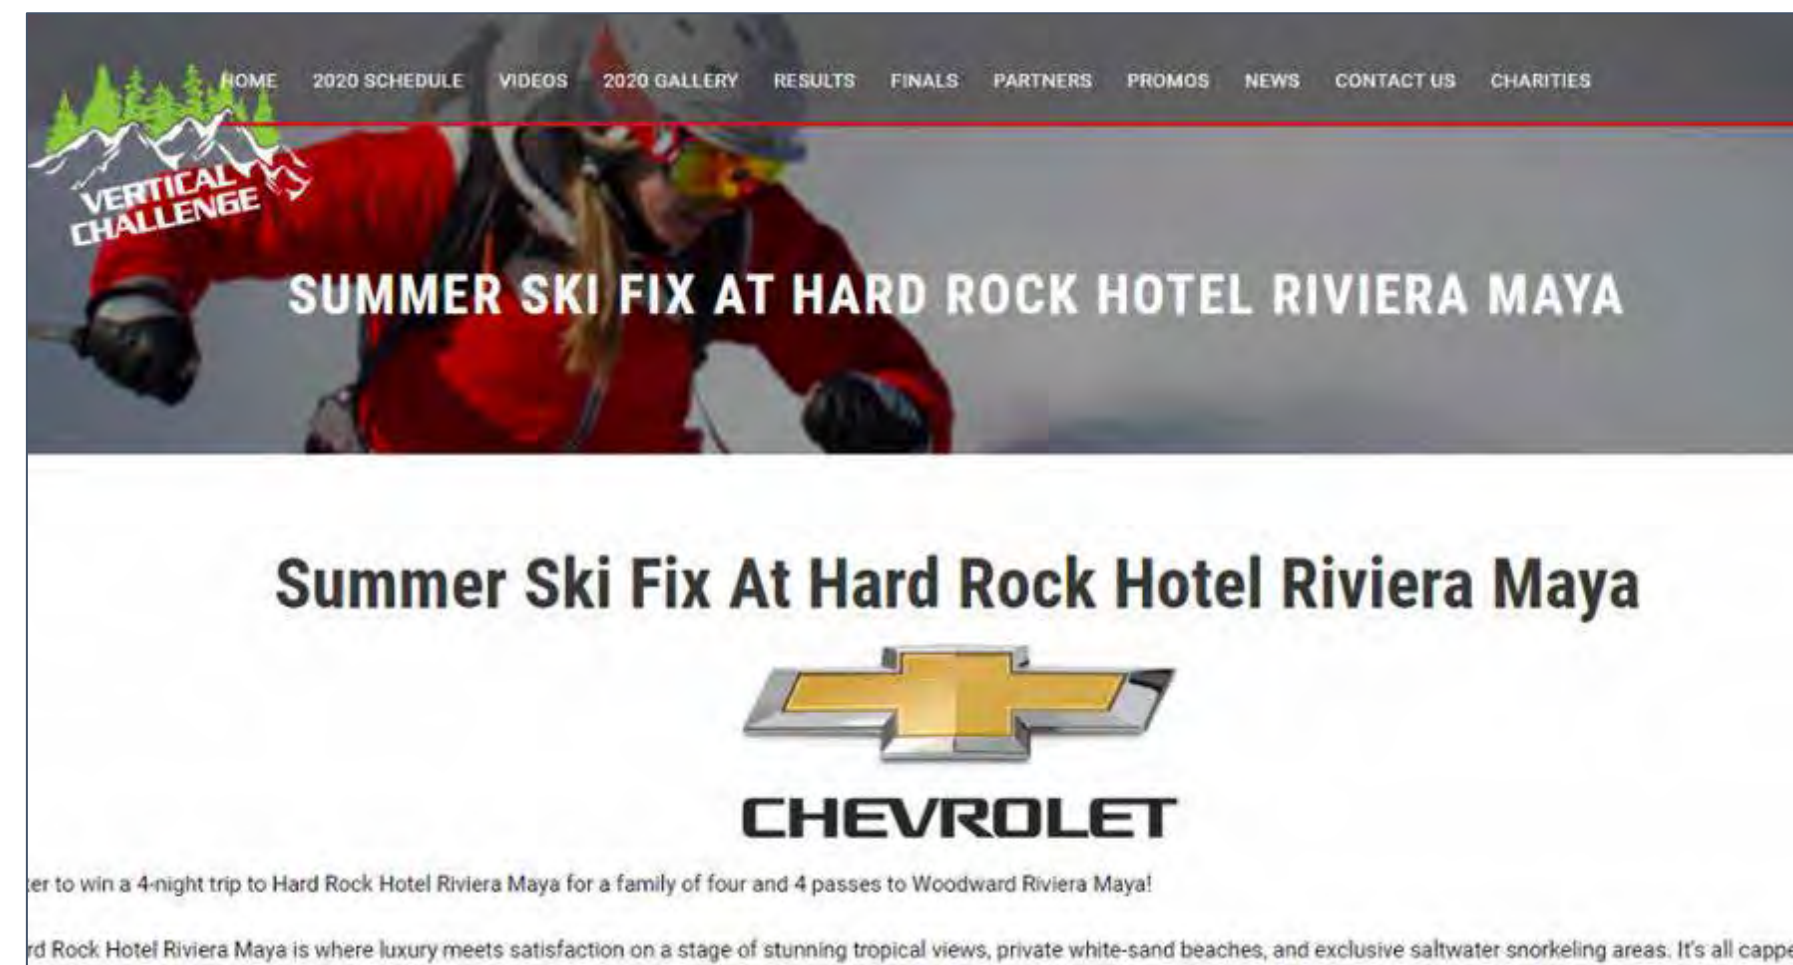 HOME 2020 SCHEDULE VIDEOS 2020 GALLERY RESULTS FINALS PARTNERS PROMOS NEWS CONTACT US CHARITIES
VERTICAL
CHALLENGE
SUMMER SKI FIX AT HARD ROCK HOTEL RIVIERA MAYA
Summer Ski Fix At Hard Rock Hotel Riviera Maya
CHEVROLET
ter to win a 4-night trip to Hard Rock Hotel Riviera Maya for a family of four and 4 passes to Woodward Riviera Maya!
rd Rock Hotel Riviera Maya is where luxury meets satisfaction on a stage of stunning tropical views, private white-sand beaches, and exclusive saltwater snorkeling areas. It's all cappe